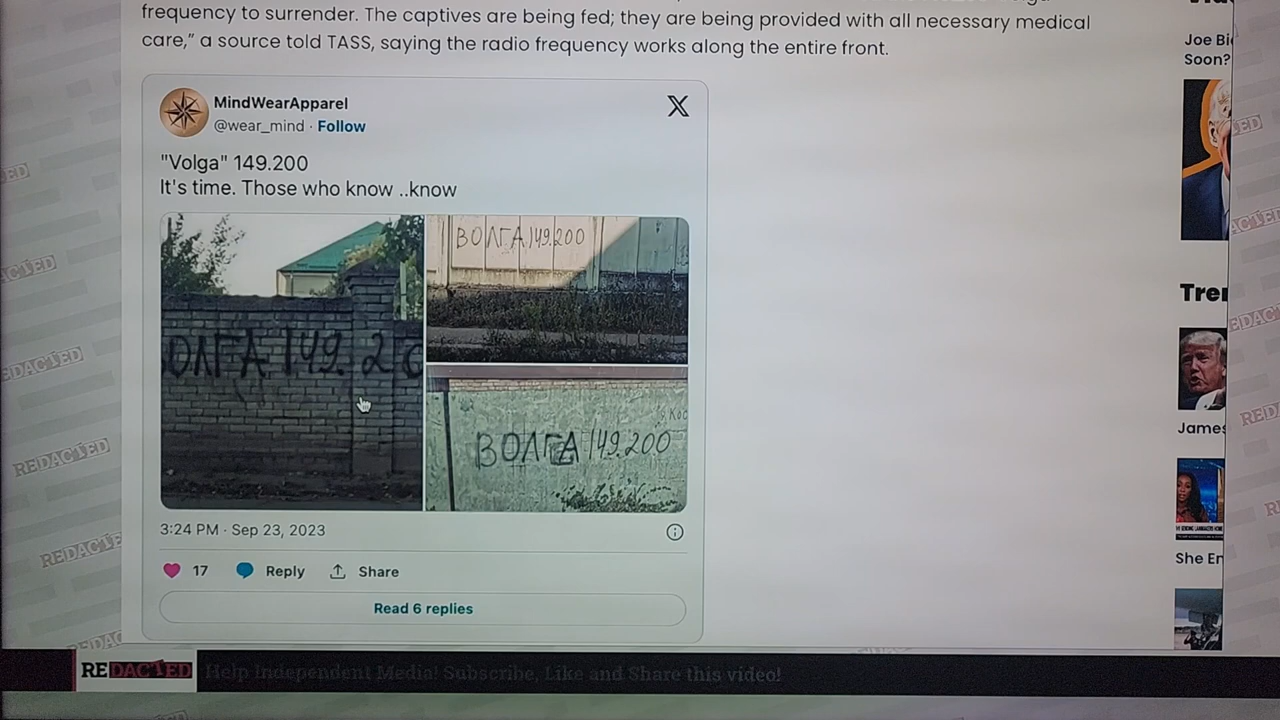 frequency to surrender. The captives are being fed; they are being provided with all necessary medical
care,” a source told TASS, saying the radio frequency works along the entire front.
MindWearApparel
@wear_mind · Follow
"Volga" 149.200
It's time. Those who know ..know
ВОЛГА 149.200
ОЛГА 149.20
ВОЛГА 149.200
3:24 PM · Sep 23, 2023
17 Reply Share
Read 6 replies
Joe Bi
Soon?
Tre
James
She Er
REDACTED
REDACTED
REDACTED
REDACTED Help Independent Media! Subscribe, Like and Share this video!